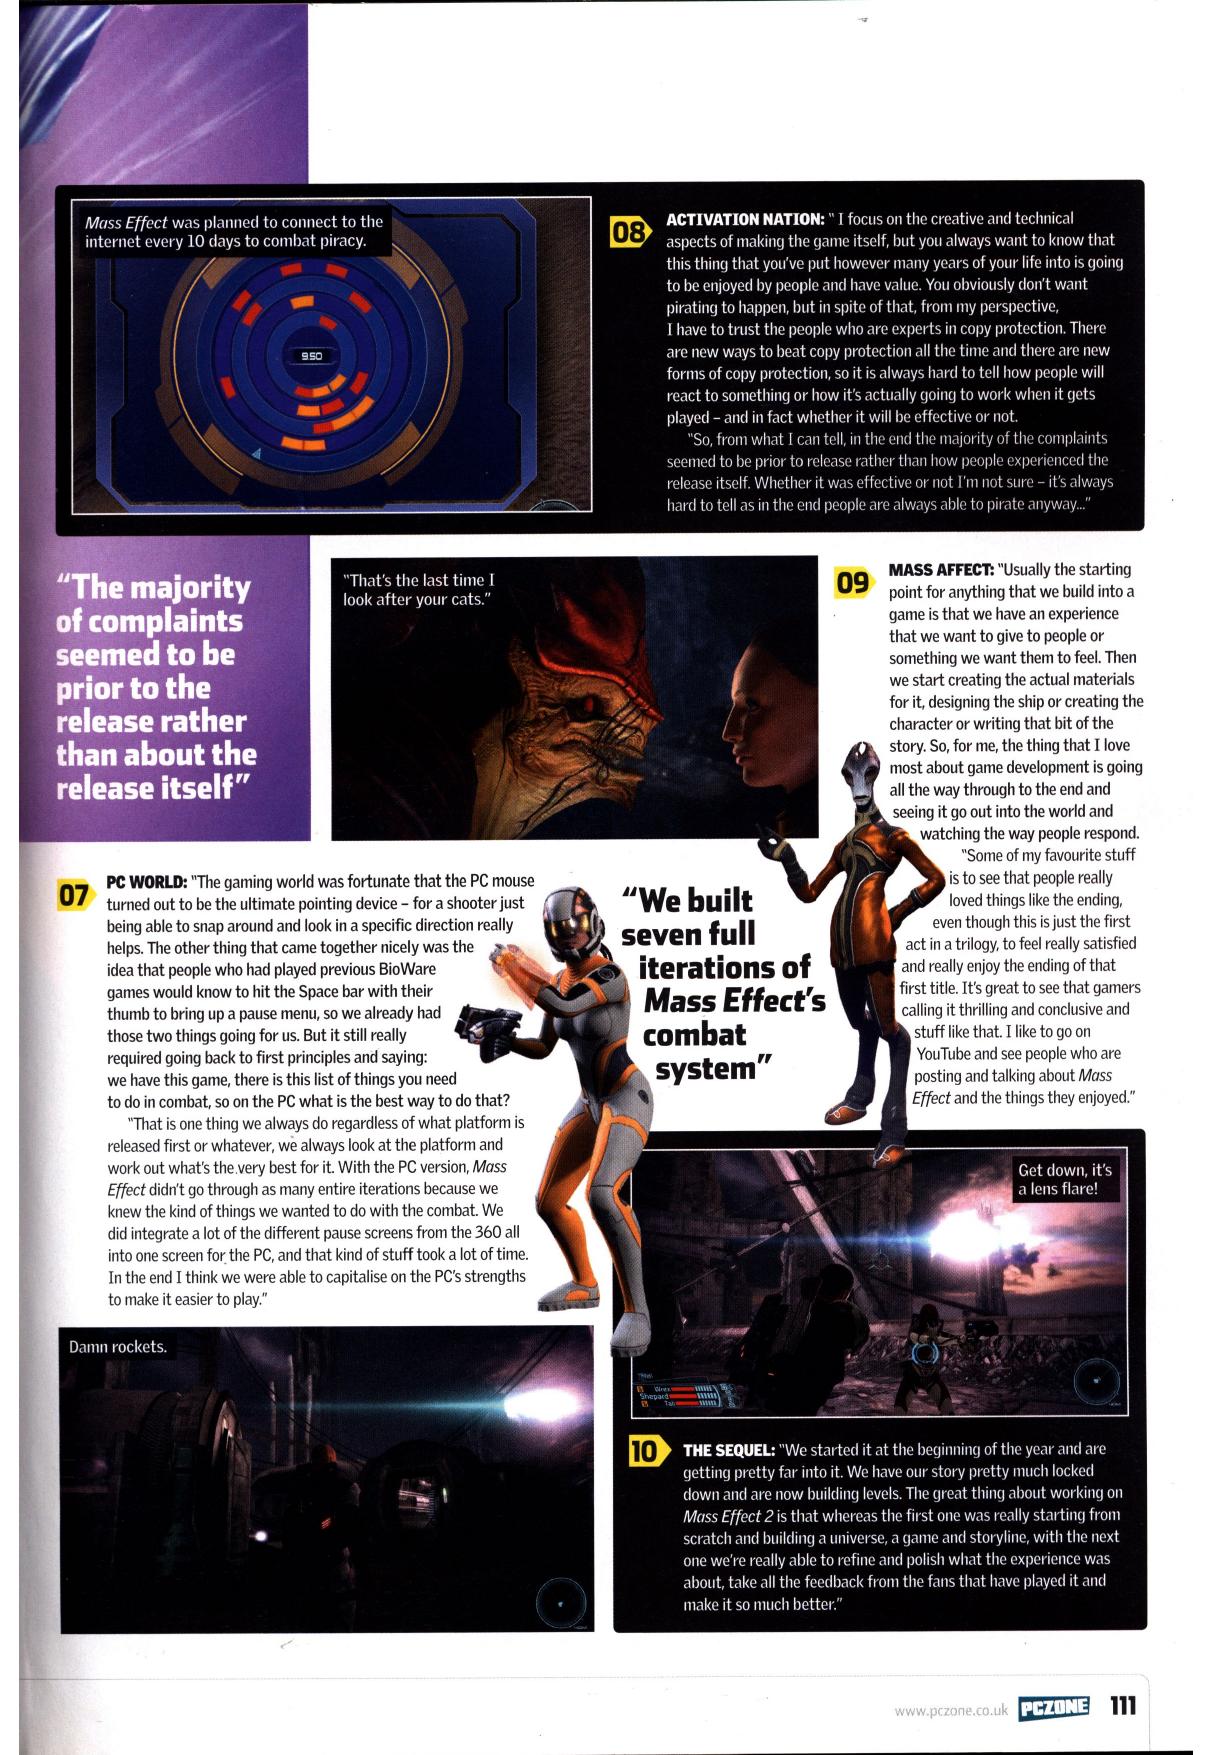 Mass Effect was planned to connect to the
internet every 10 days to combat piracy.
9.50
08
ACTIVATION NATION: " I focus on the creative and technical
aspects of making the game itself, but you always want to know that
this thing that you've put however many years of your life into is going
to be enjoyed by people and have value. You obviously don't want
pirating to happen, but in spite of that, from my perspective,
I have to trust the people who are experts in copy protection. There
are new ways to beat copy protection all the time and there are new
forms of copy protection, so it is always hard to tell how people will
react to something or how it's actually going to work when it gets
played – and in fact whether it will be effective or not.
"So, from what I can tell, in the end the majority of the complaints
seemed to be prior to release rather than how people experienced the
release itself. Whether it was effective or not I'm not sure – it's always
hard to tell as in the end people are always able to pirate anyway..."
"The majority
of complaints
seemed to be
prior to the
release rather
than about the
release itself"
"That's the last time I
look after your cats."
09
MASS AFFECT: "Usually the starting
point for anything that we build into a
game is that we have an experience
that we want to give to people or
something we want them to feel. Then
we start creating the actual materials
for it, designing the ship or creating the
character or writing that bit of the
story. So, for me, the thing that I love
most about game development is going
all the way through to the end and
seeing it go out into the world and
watching the way people respond.
"Some of my favourite stuff
is to see that people really
loved things like the ending,
even though this is just the first
act in a trilogy, to feel really satisfied
and really enjoy the ending of that
first title. It's great to see that gamers
calling it thrilling and conclusive and
stuff like that. I like to go on
YouTube and see people who are
posting and talking about Mass
Effect and the things they enjoyed."
07
PC WORLD: "The gaming world was fortunate that the PC mouse
turned out to be the ultimate pointing device – for a shooter just
being able to snap around and look in a specific direction really
helps. The other thing that came together nicely was the
idea that people who had played previous BioWare
games would know to hit the Space bar with their
thumb to bring up a pause menu, so we already had
those two things going for us. But it still really
required going back to first principles and saying:
we have this game, there is this list of things you need
to do in combat, so on the PC what is the best way to do that?
"That is one thing we always do regardless of what platform is
released first or whatever, we always look at the platform and
work out what's the very best for it. With the PC version, Mass
Effect didn't go through as many entire iterations because we
knew the kind of things we wanted to do with the combat. We
did integrate a lot of the different pause screens from the 360 all
into one screen for the PC, and that kind of stuff took a lot of time.
In the end I think we were able to capitalise on the PC's strengths
to make it easier to play."
"We built
seven full
iterations of
Mass Effect's
combat
system"
Get down, it's
a lens flare!
Wrex
Shepard
Tali
Damn rockets.
10
THE SEQUEL: "We started it at the beginning of the year and are
getting pretty far into it. We have our story pretty much locked
down and are now building levels. The great thing about working on
Mass Effect 2 is that whereas the first one was really starting from
scratch and building a universe, a game and storyline, with the next
one we're really able to refine and polish what the experience was
about, take all the feedback from the fans that have played it and
make it so much better."
www.pczone.co.uk PCZONE 111